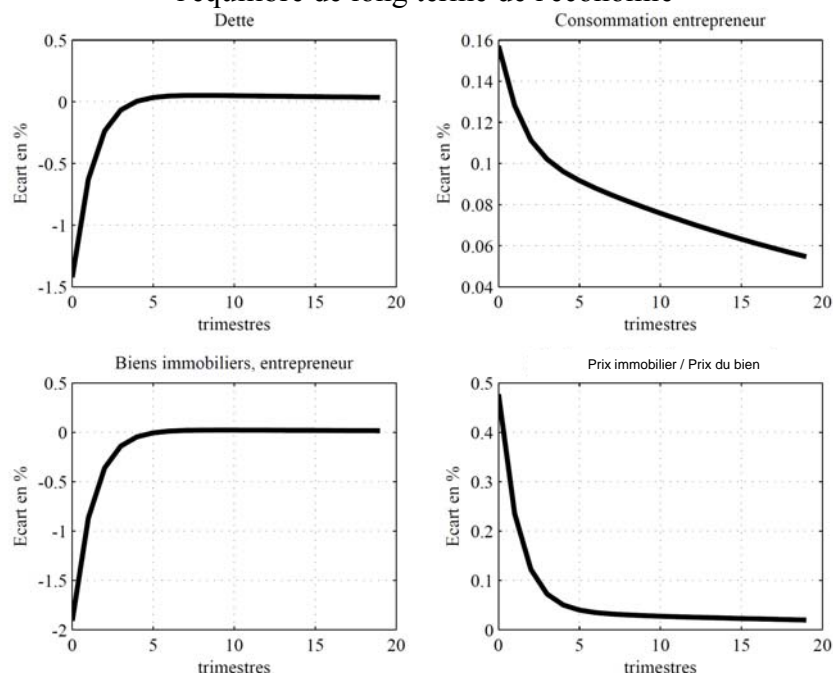 l'équilibre de long terme de l'économie
Dette
Consommation entrepreneur
0.5
0
-0.5
-1
-1.5
Ecart en %
0 5 10 15 20
trimestres
0.16
0.14
0.12
0.1
0.08
0.06
0.04
Ecart en %
0 5 10 15 20
trimestres
Biens immobiliers, entrepreneur
Prix immobilier / Prix du bien
0.5
0
-0.5
-1
-1.5
-2
Ecart en %
0 5 10 15 20
trimestres
0.5
0.4
0.3
0.2
0.1
0
Ecart en %
0 5 10 15 20
trimestres